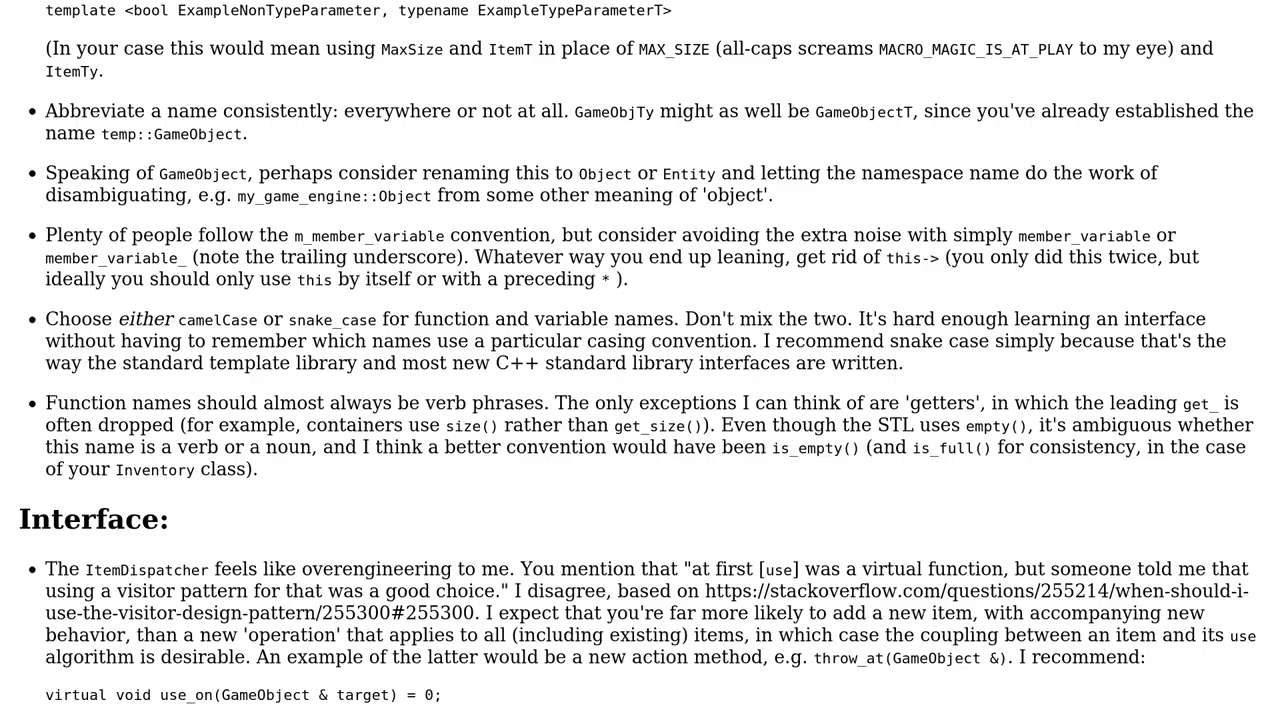 template <bool ExampleNonTypeParameter, typename ExampleTypeParameterT>
(In your case this would mean using MaxSize and ItemT in place of MAX_SIZE (all-caps screams MACRO_MAGIC_IS_AT_PLAY to my eye) and
ItemTy.
• Abbreviate a name consistently: everywhere or not at all. GameObjTy might as well be GameObjectT, since you've already established the
name temp::GameObject.
• Speaking of GameObject, perhaps consider renaming this to Object or Entity and letting the namespace name do the work of
disambiguating, e.g. my_game_engine::Object from some other meaning of 'object'.
• Plenty of people follow the m_member_variable convention, but consider avoiding the extra noise with simply member_variable or
member_variable_ (note the trailing underscore). Whatever way you end up leaning, get rid of this-> (you only did this twice, but
ideally you should only use this by itself or with a preceding * ).
• Choose either camelCase or snake_case for function and variable names. Don't mix the two. It's hard enough learning an interface
without having to remember which names use a particular casing convention. I recommend snake case simply because that's the
way the standard template library and most new C++ standard library interfaces are written.
• Function names should almost always be verb phrases. The only exceptions I can think of are 'getters', in which the leading get_ is
often dropped (for example, containers use size() rather than get_size()). Even though the STL uses empty(), it's ambiguous whether
this name is a verb or a noun, and I think a better convention would have been is_empty() (and is_full() for consistency, in the case
of your Inventory class).
Interface:
• The ItemDispatcher feels like overengineering to me. You mention that "at first [use] was a virtual function, but someone told me that
using a visitor pattern for that was a good choice." I disagree, based on https://stackoverflow.com/questions/255214/when-should-i-
use-the-visitor-design-pattern/255300#255300. I expect that you're far more likely to add a new item, with accompanying new
behavior, than a new 'operation' that applies to all (including existing) items, in which case the coupling between an item and its use
algorithm is desirable. An example of the latter would be a new action method, e.g. throw_at(GameObject &). I recommend:
virtual void use_on(GameObject & target) = 0;